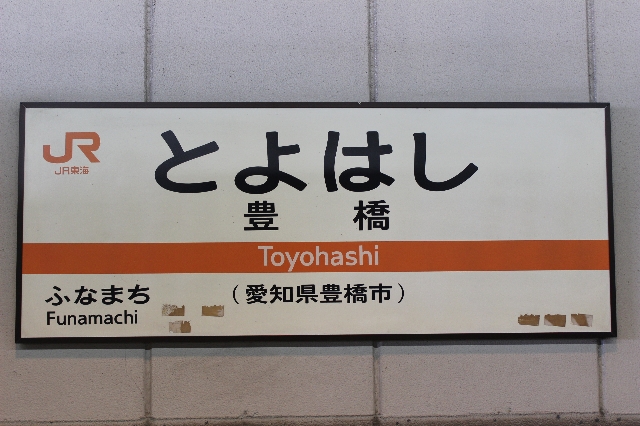 JR
JR東海
とよはし
豊橋
Toyohashi
ふなまち
Funamachi
(愛知県豊橋市)